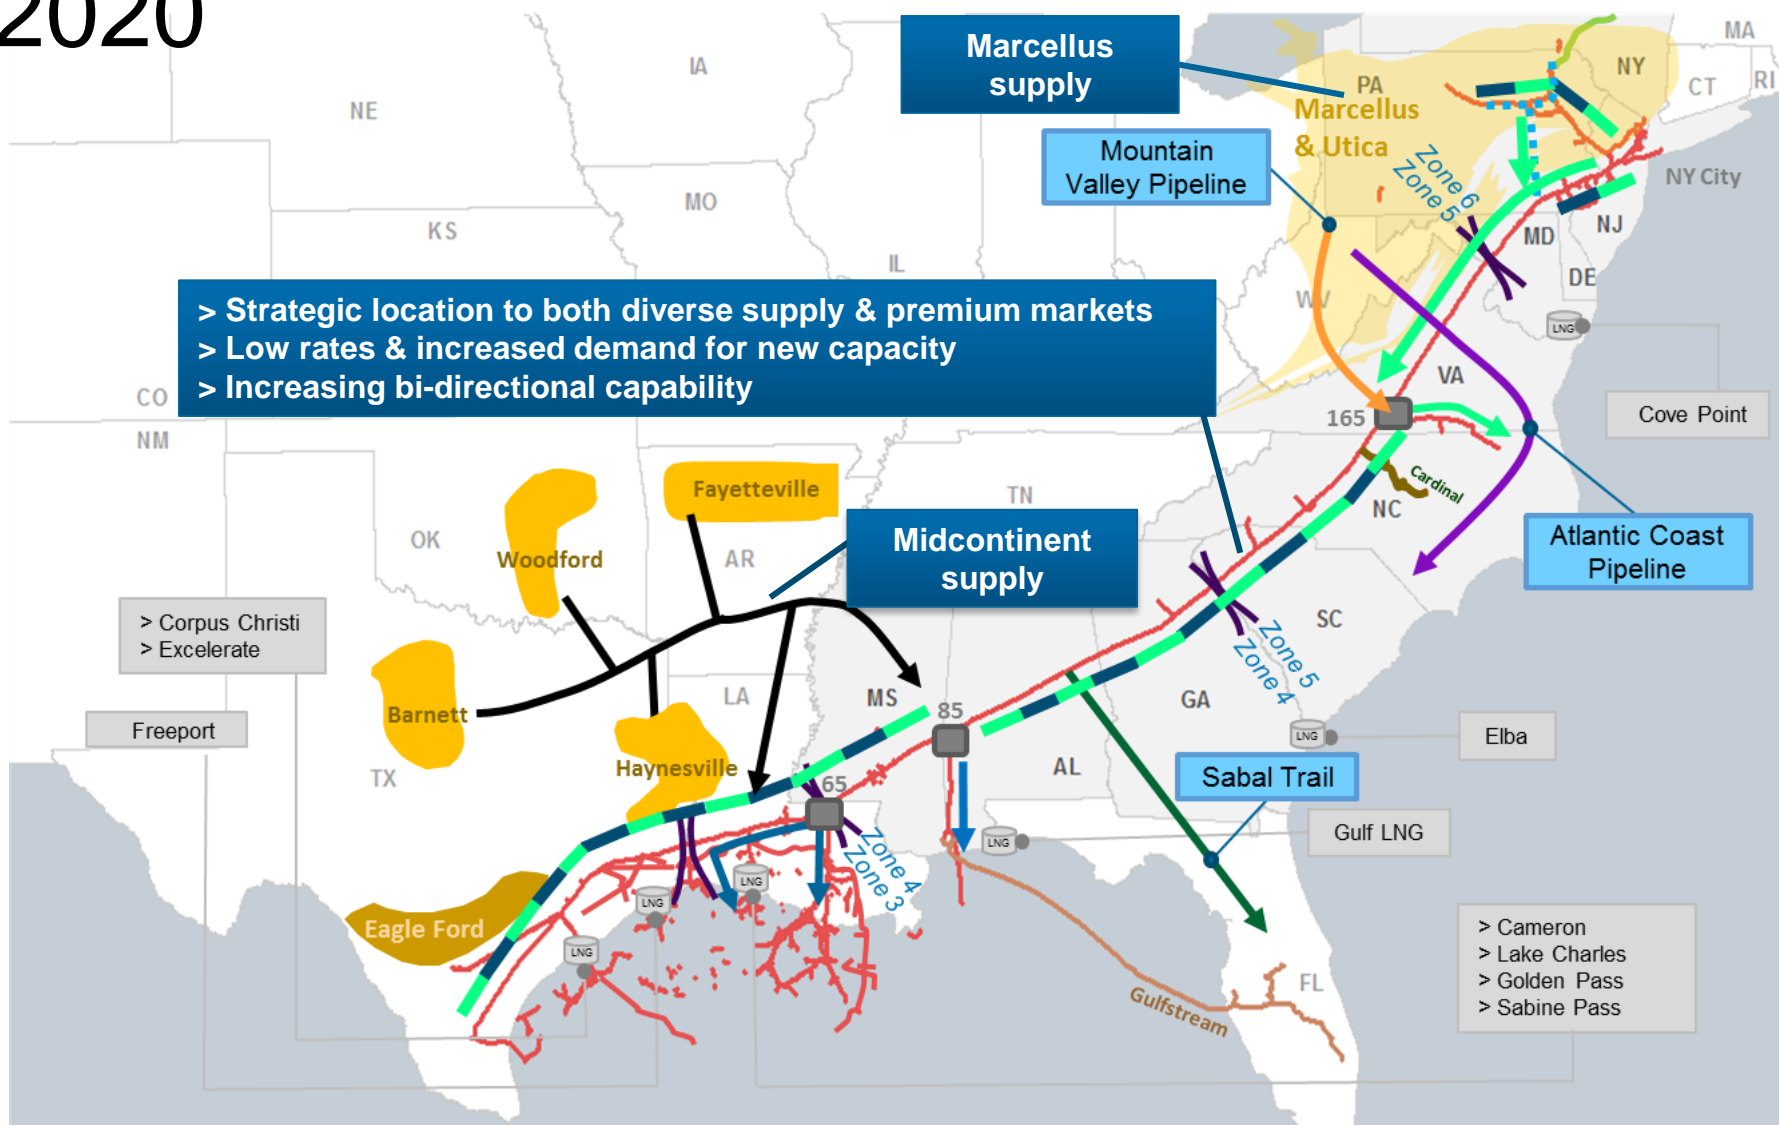 2020
Marcellus
supply
MA
IA
NY
PA
CT
RI
NE
Marcellus
& Utica
Mountain
Valley Pipeline
Zone 6
Zone 5
NY City
MO
KS
NJ
MD
IL
DE
WV
> Strategic location to both diverse supply & premium markets
> Low rates & increased demand for new capacity
> Increasing bi-directional capability
LNG
VA
CO
Cove Point
165
NM
Cardinal
Fayetteville
TN
NC
OK
Woodford
AR
Midcontinent
supply
Atlantic Coast
Pipeline
> Corpus Christi
> Excelerate
SC
Zone 5
Zone 4
LA
MS
GA
Barnett
85
Freeport
LNG
Elba
Haynesville
TX
AL
Sabal Trail
65
LNG
Gulf LNG
Zone 4
Zone 3
LNG
LNG
Eagle Ford
LNG
> Cameron
> Lake Charles
> Golden Pass
> Sabine Pass
FL
Gulfstream